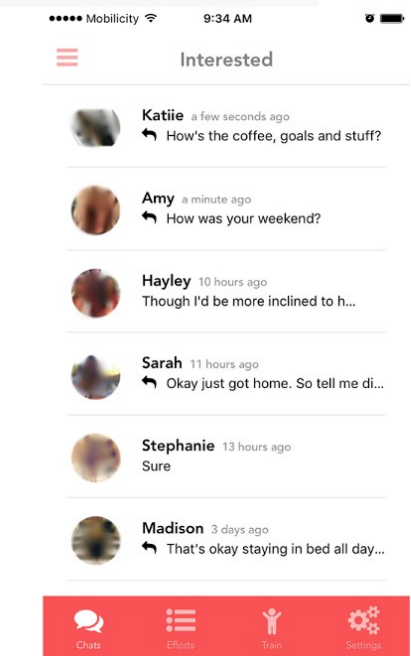 Mobilicity 9:34 AM
Interested
Katiie a few seconds ago
How's the coffee, goals and stuff?
Amy a minute ago
How was your weekend?
Hayley 10 hours ago
Though I'd be more inclined to h...
Sarah 11 hours ago
Okay just got home. So tell me di...
Stephanie 13 hours ago
Sure
Madison 3 days ago
That's okay staying in bed all day...
Chats Efforts Train Settings